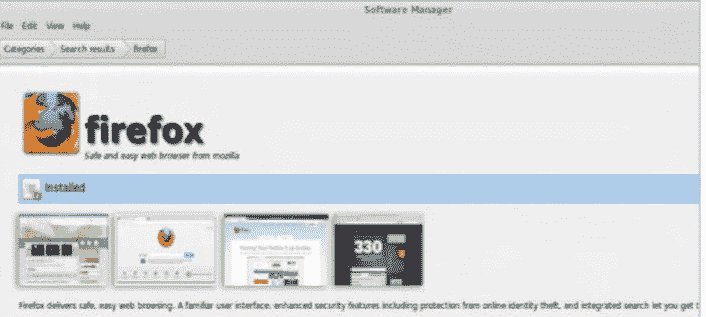 Software Manager
File Edit View Help
Categories Search results firefox
firefox
Safe and easy web browser from mozilla
Installed
330
Firefox delivers safe, easy web browsing. A familiar user interface, enhanced security features including protection from online identity theft, and integrated search let you get